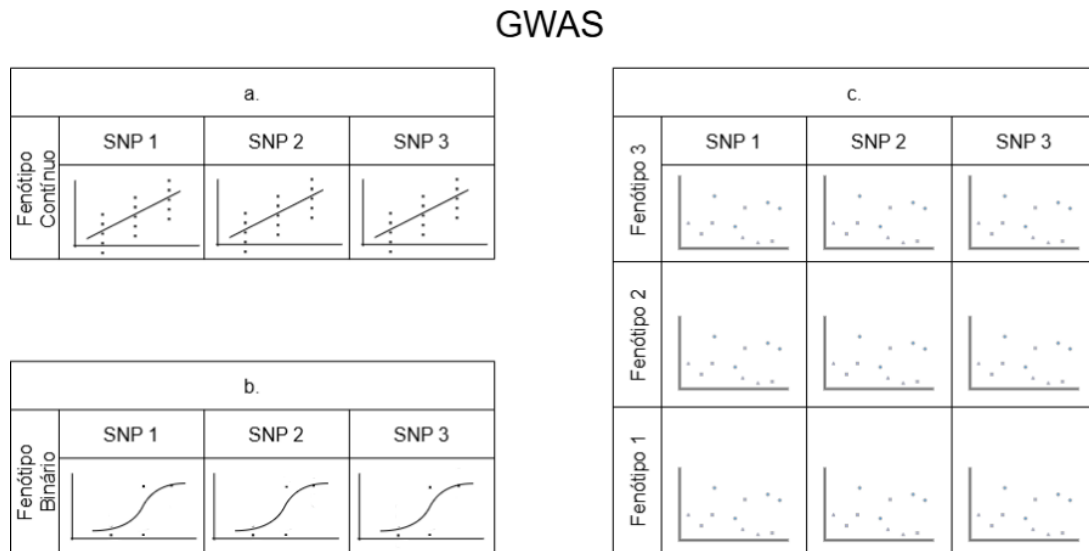 GWAS
a.
SNP 1 SNP 2 SNP 3
Fenótipo
Contínuo
b.
SNP 1 SNP 2 SNP 3
Fenótipo
Binário
c.
SNP 1 SNP 2 SNP 3
Fenótipo 3
Fenótipo 2
Fenótipo 1